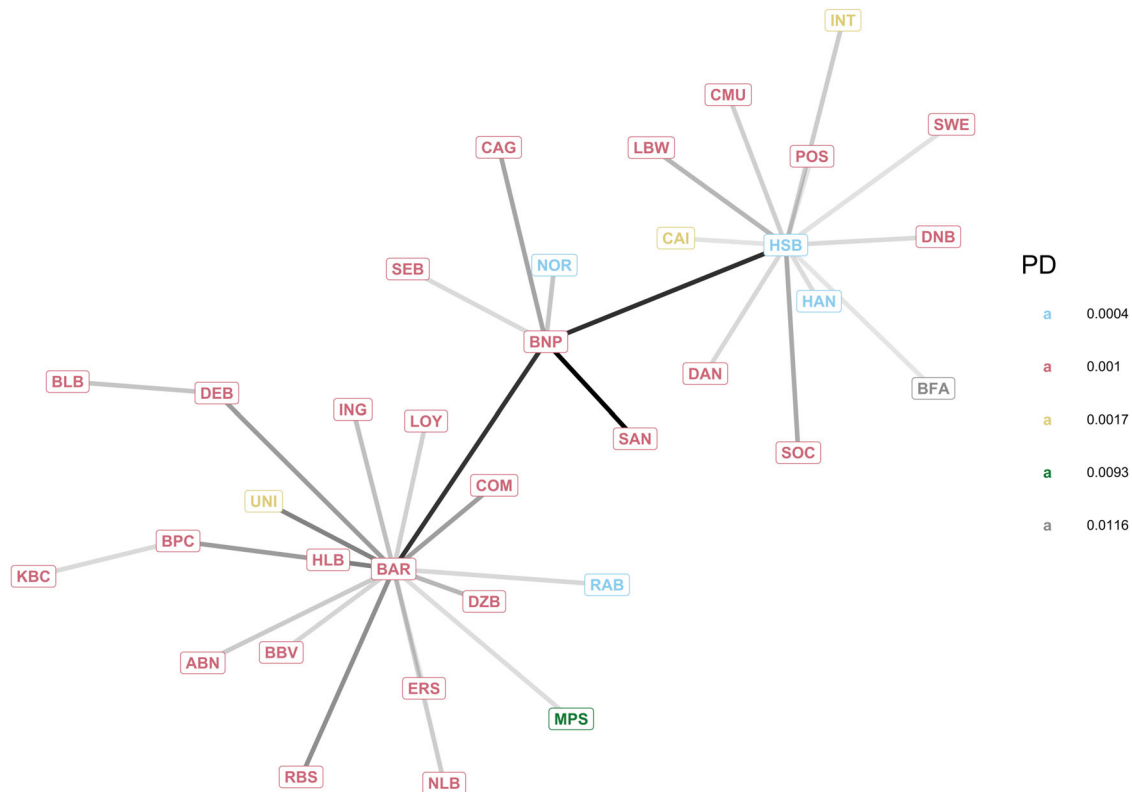 INT
CMU
SWE
CAG
LBW
POS
CAI
HSB
DNB
SEB
NOR
HAN
BNP
DAN
BFA
BLB
DEB
ING
LOY
SAN
SOC
UNI
COM
BPC
HLB
BAR
KBC
RAB
DZB
ABN
BBV
ERS
MPS
RBS
NLB
PD
a 0.0004
a 0.001
a 0.0017
a 0.0093
a 0.0116